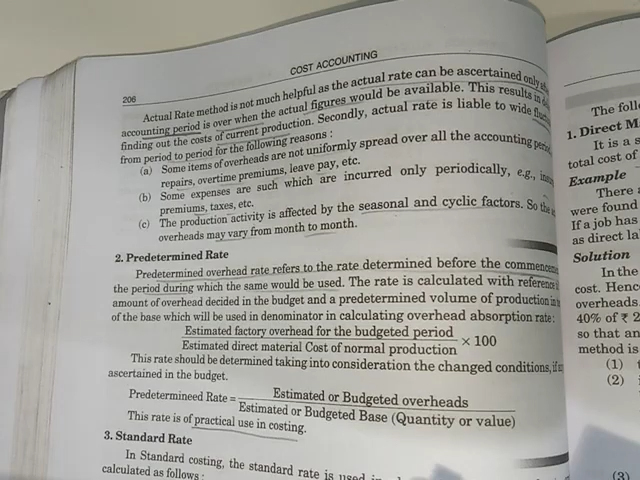 206
COST ACCOUNTING
Actual Rate method is not much helpful as the actual rate can be ascertained only
accounting period is over when the actual figures would be available. This results in
finding out the costs of current production. Secondly, actual rate is liable to wide
from period to period for the following reasons :
(a) Some items of overheads are not uniformly spread over all the accounting
repairs, overtime premiums, leave pay, etc.
(b) Some expenses are such which are incurred only periodically, e.g.,
premiums, taxes, etc.
(c) The production activity is affected by the seasonal and cyclic factors. So the
overheads may vary from month to month.
2. Predetermined Rate
Predetermined overhead rate refers to the rate determined before the
the period during which the same would be used. The rate is calculated with
amount of overhead decided in the budget and a predetermined volume of production
of the base which will be used in denominator in calculating overhead absorption rate :
Estimated factory overhead for the budgeted period
Estimated direct material Cost of normal production × 100
This rate should be determined taking into consideration the changed conditions,
ascertained in the budget.
Predetermineed Rate = Estimated or Budgeted overheads
Estimated or Budgeted Base (Quantity or value)
This rate is of practical use in costing.
3. Standard Rate
In Standard costing, the standard rate is used
calculated as follows :
The
1. Direct
It is a
total cost of
Example
There
were found
If a job has
as direct
Solution
In the
cost.
overheads
40% of ₹
so that an
method is
(1)
(2)
(3)